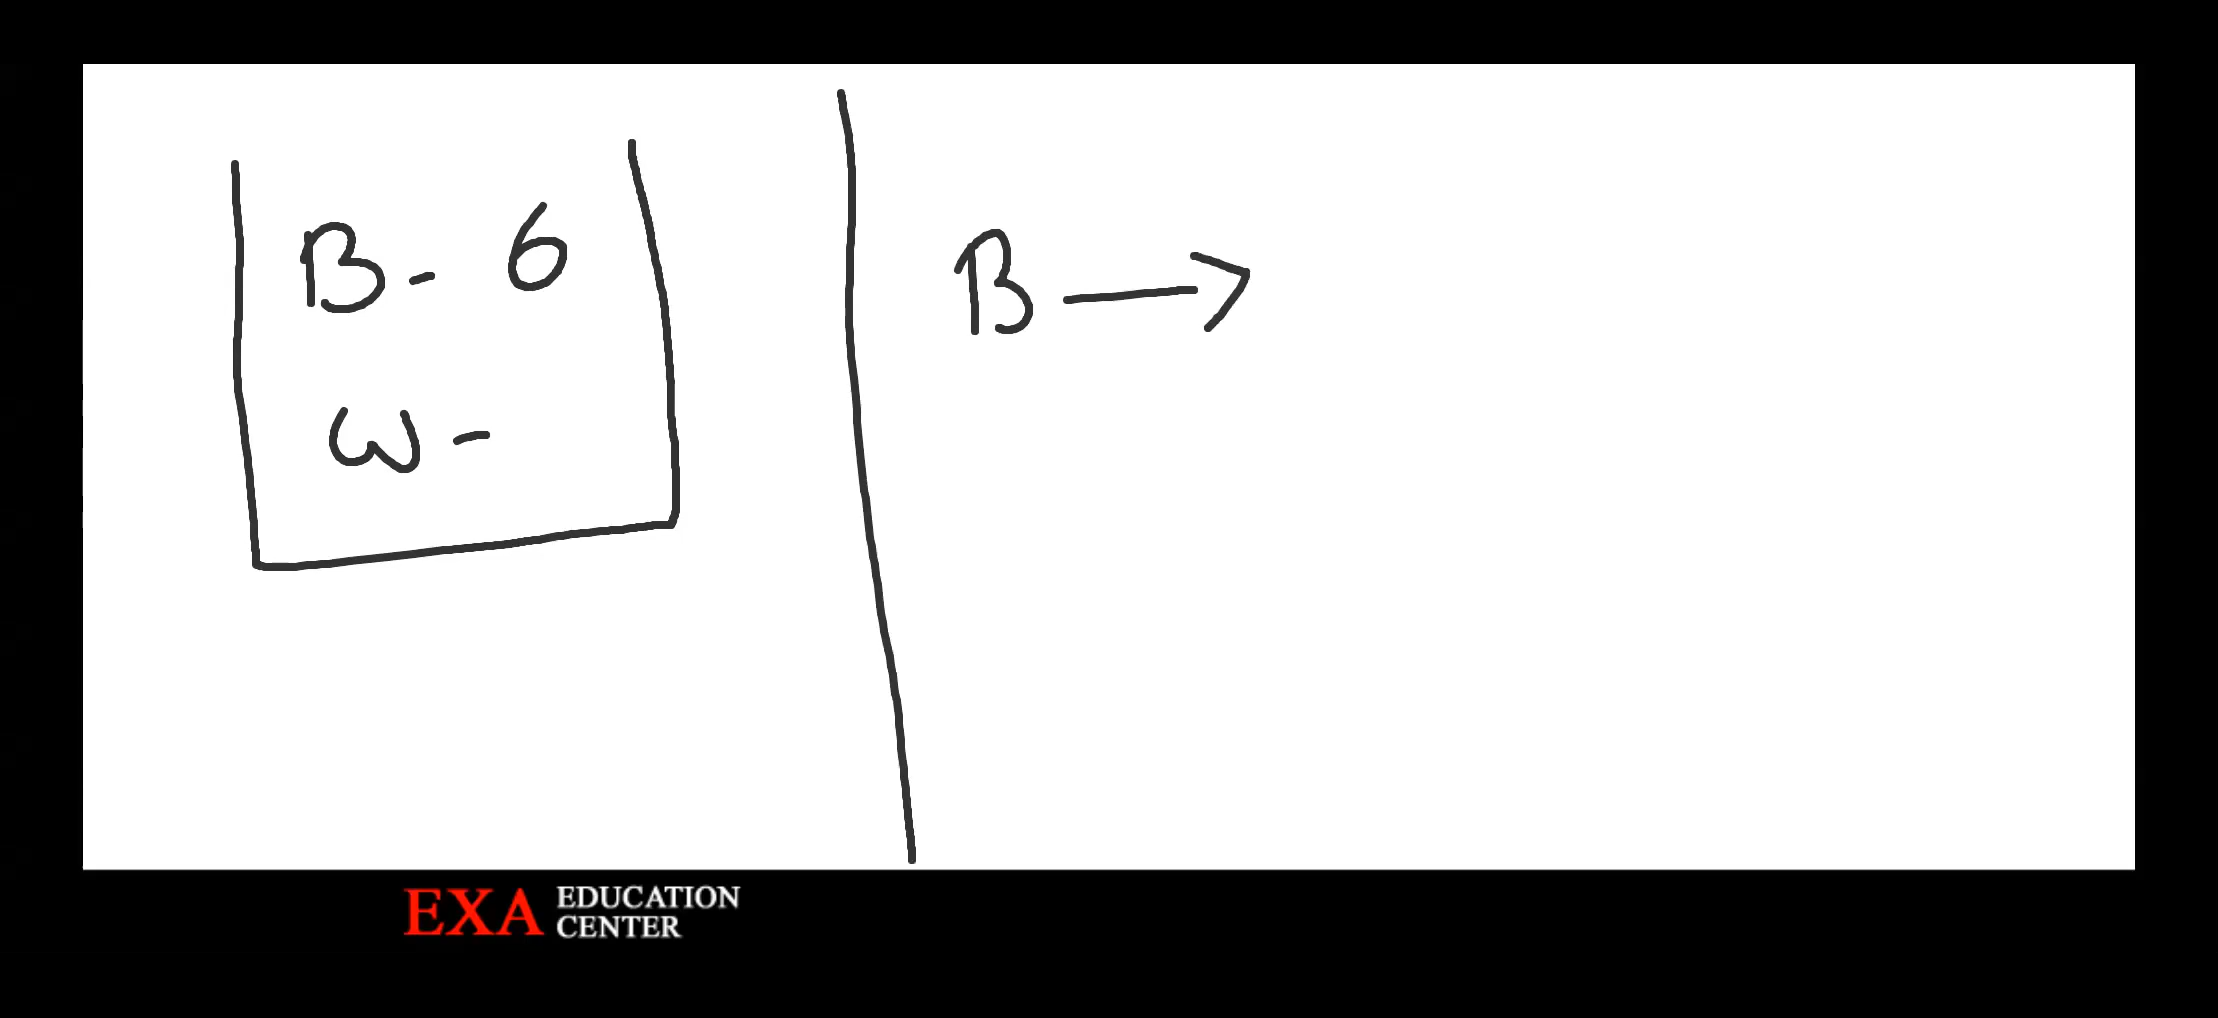 B - 6
W -
B →
EXA EDUCATION
CENTER